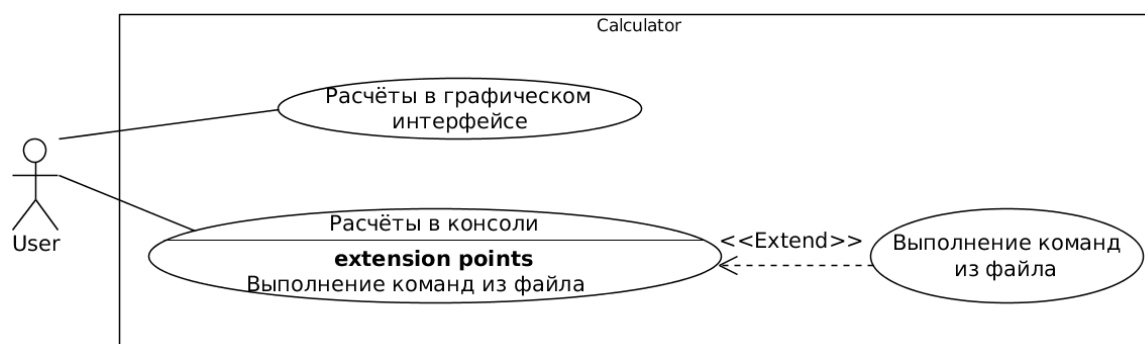 Calculator
Расчёты в графическом
интерфейсе
User
Расчёты в консоли
extension points
Выполнение команд из файла
<<Extend>>
Выполнение команд
из файла